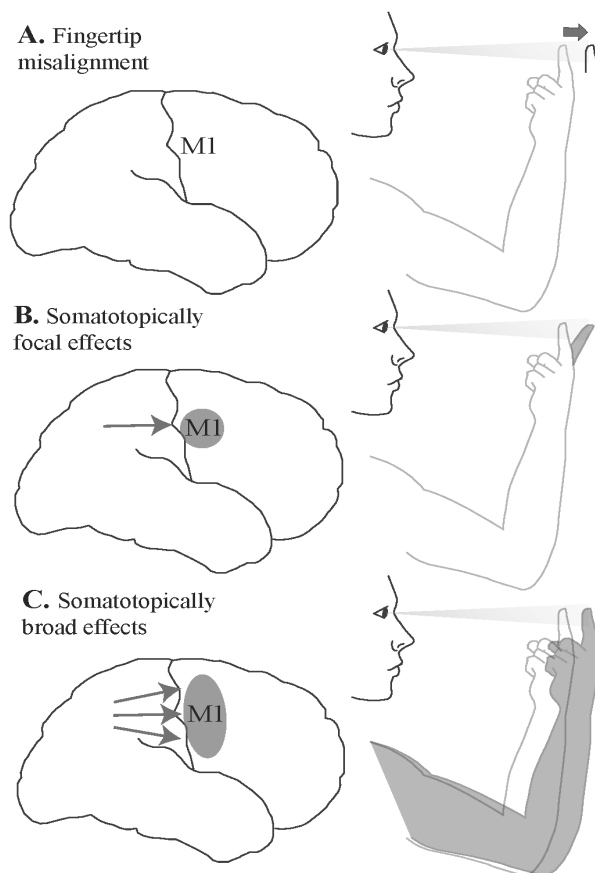 A. Fingertip
misalignment
M1
B. Somatotopically
focal effects
M1
C. Somatotopically
broad effects
M1